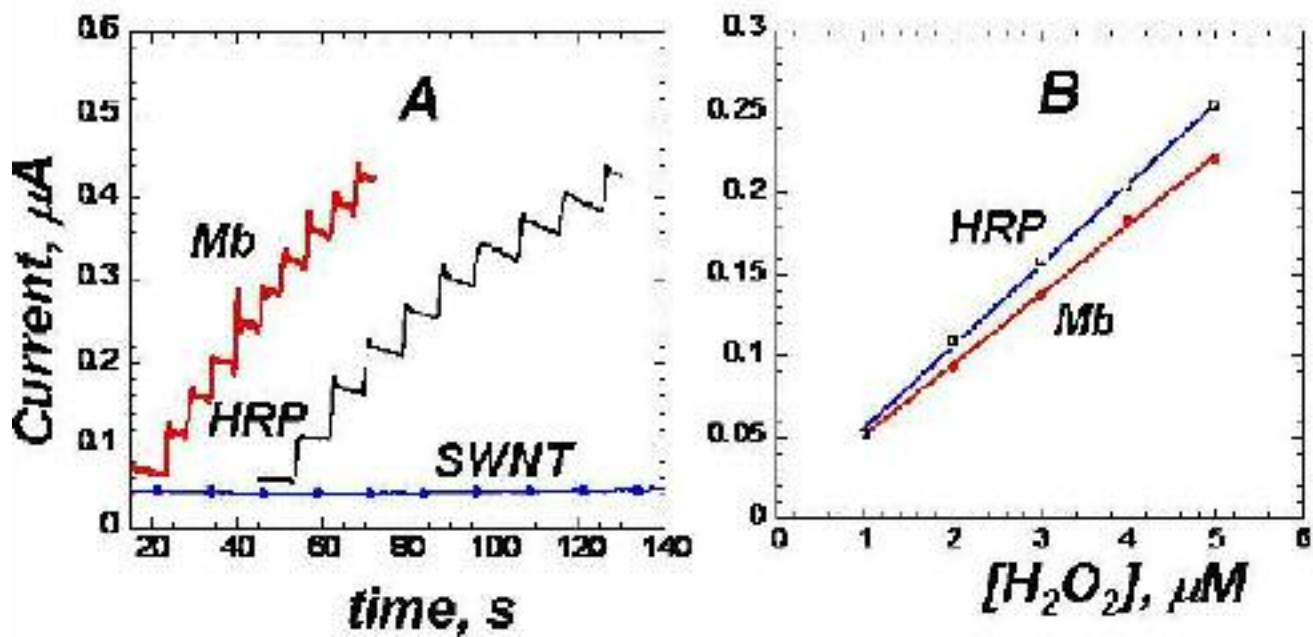 0.6
0.5
0.4
0.3
0.2
0.1
0
Current, μA
A
Mb
HRP
SWNT
20 40 60 80 100 120 140
time, s
0.3
0.25
0.2
0.15
0.1
0.05
0
B
HRP
Mb
0 1 2 3 4 5 6
[H₂O₂], μM